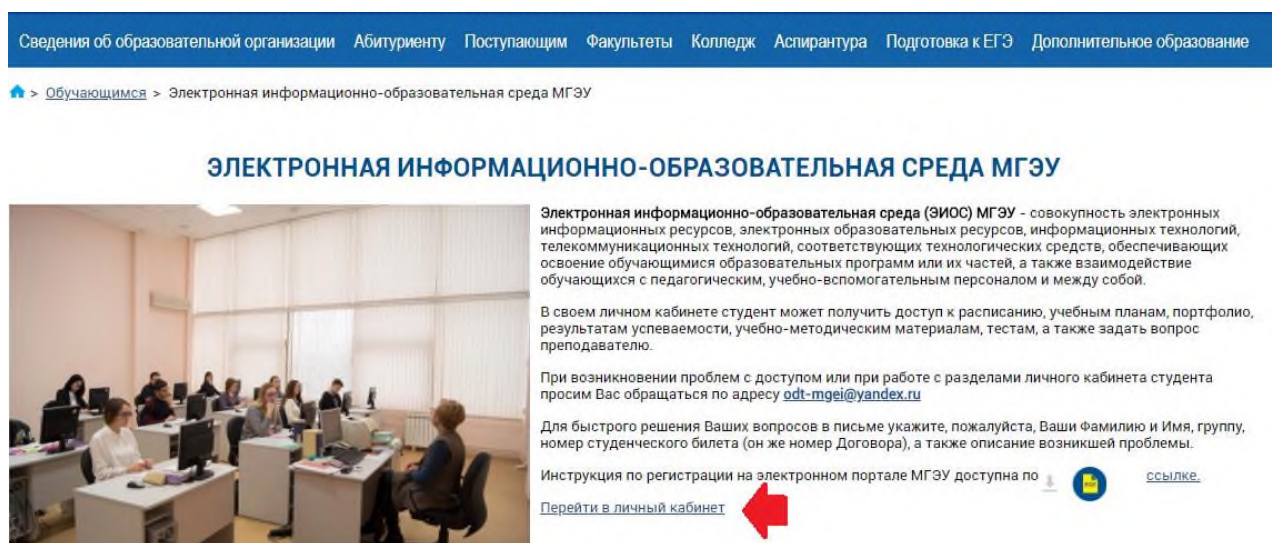 Сведения об образовательной организации Абитуриенту Поступающим Факультеты Колледж Аспирантура Подготовка к ЕГЭ Дополнительное образование
> Обучающимся > Электронная информационно-образовательная среда МГЭУ
ЭЛЕКТРОННАЯ ИНФОРМАЦИОННО-ОБРАЗОВАТЕЛЬНАЯ СРЕДА МГЭУ
Электронная информационно-образовательная среда (ЭИОС) МГЭУ - совокупность электронных
информационных ресурсов, электронных образовательных ресурсов, информационных технологий,
телекоммуникационных технологий, соответствующих технологических средств, обеспечивающих
освоение обучающимися образовательных программ или их частей, а также взаимодействие
обучающихся с педагогическим, учебно-вспомогательным персоналом и между собой.
В своем личном кабинете студент может получить доступ к расписанию, учебным планам, портфолио,
результатам успеваемости, учебно-методическим материалам, тестам, а также задать вопрос
преподавателю.
При возникновении проблем с доступом или при работе с разделами личного кабинета студента
просим Вас обращаться по адресу odt-mgei@yandex.ru
Для быстрого решения Ваших вопросов в письме укажите, пожалуйста, Ваши Фамилию и Имя, группу,
номер студенческого билета (он же номер Договора), а также описание возникшей проблемы.
Инструкция по регистрации на электронном портале МГЭУ доступна по ссылке.
Перейти в личный кабинет